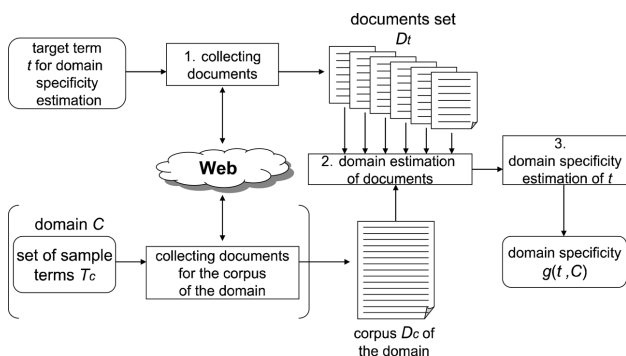 target term
t for domain
specificity
estimation
1. collecting
documents
documents set
Dt
Web
2. domain estimation
of documents
3.
domain specificity
estimation of t
domain specificity
g(t ,C)
domain C
set of sample
terms Tc
collecting documents
for the corpus
of the domain
corpus Dc of
the domain